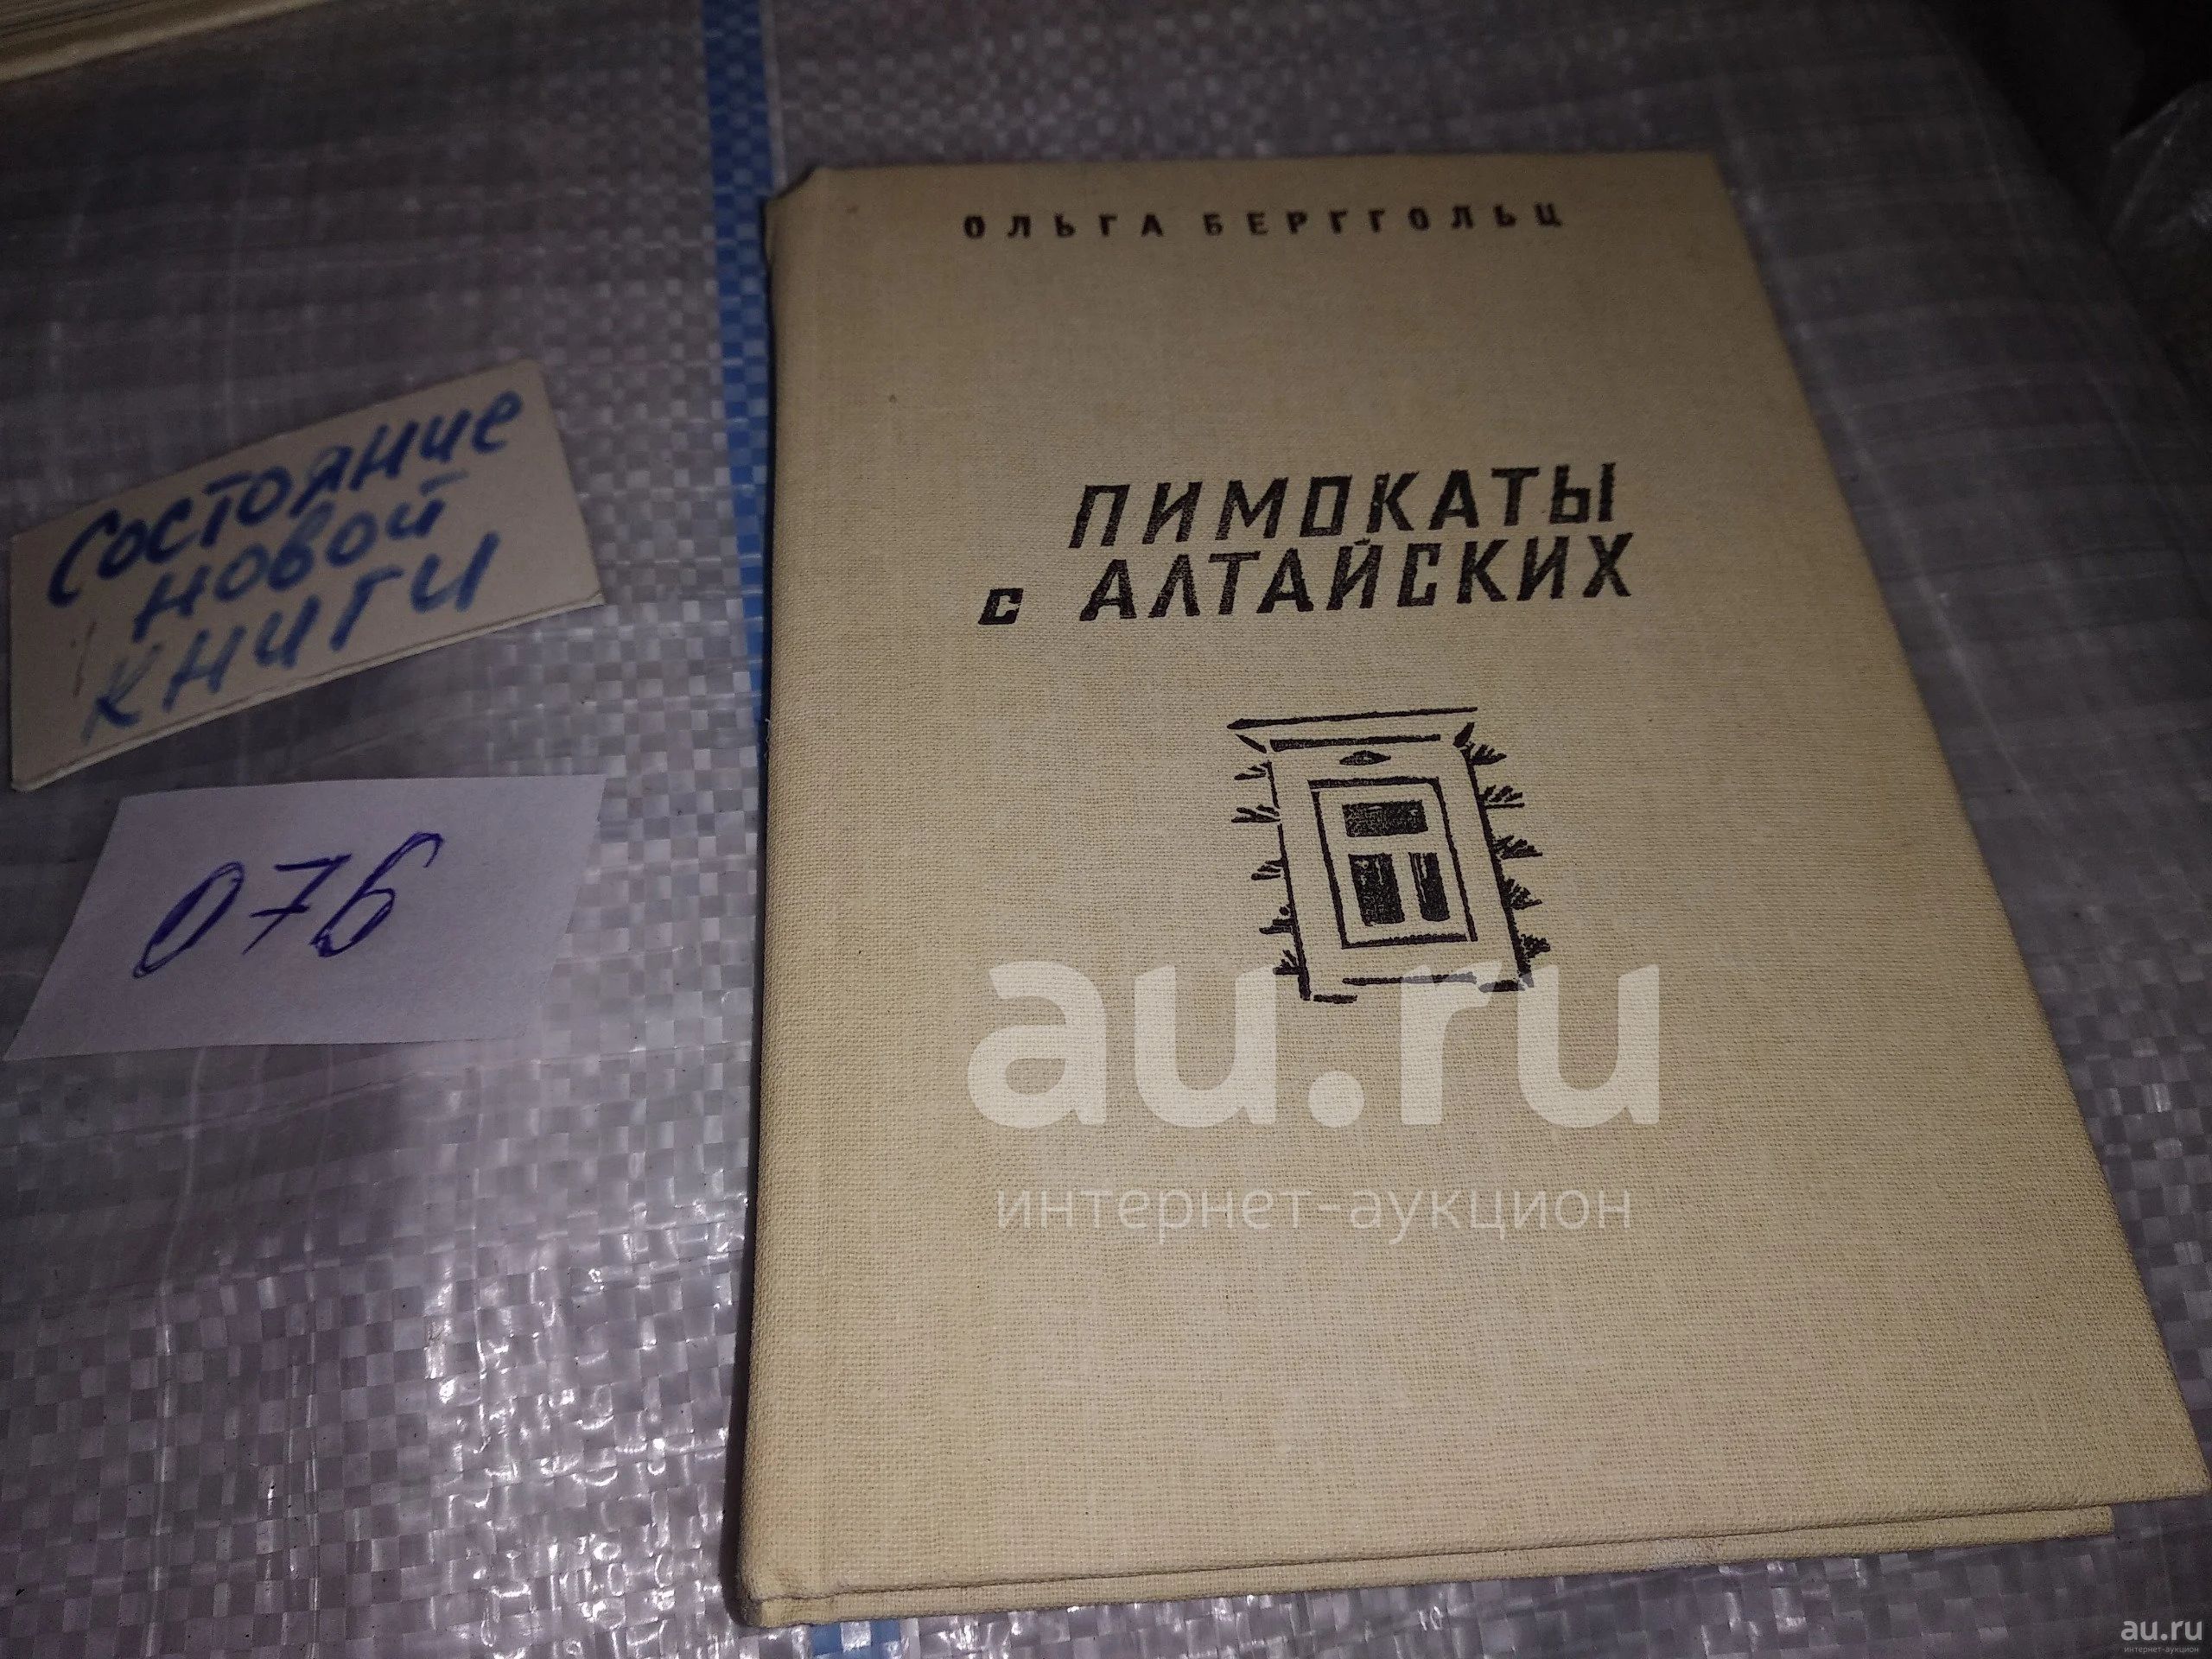 ОЛЬГА БЕРГГОЛЬЦ
ПИМОКАТЫ
с АЛТАЙСКИХ
Состояние
новой
книги
076
au.ru
интернет-аукцион
au.ru
интернет-аукцион